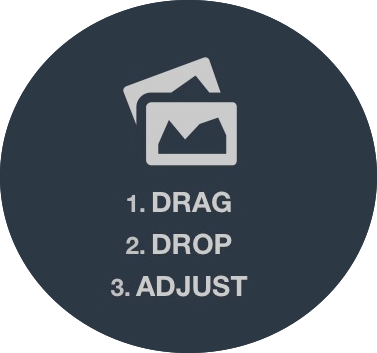 1. DRAG
2. DROP
3. ADJUST